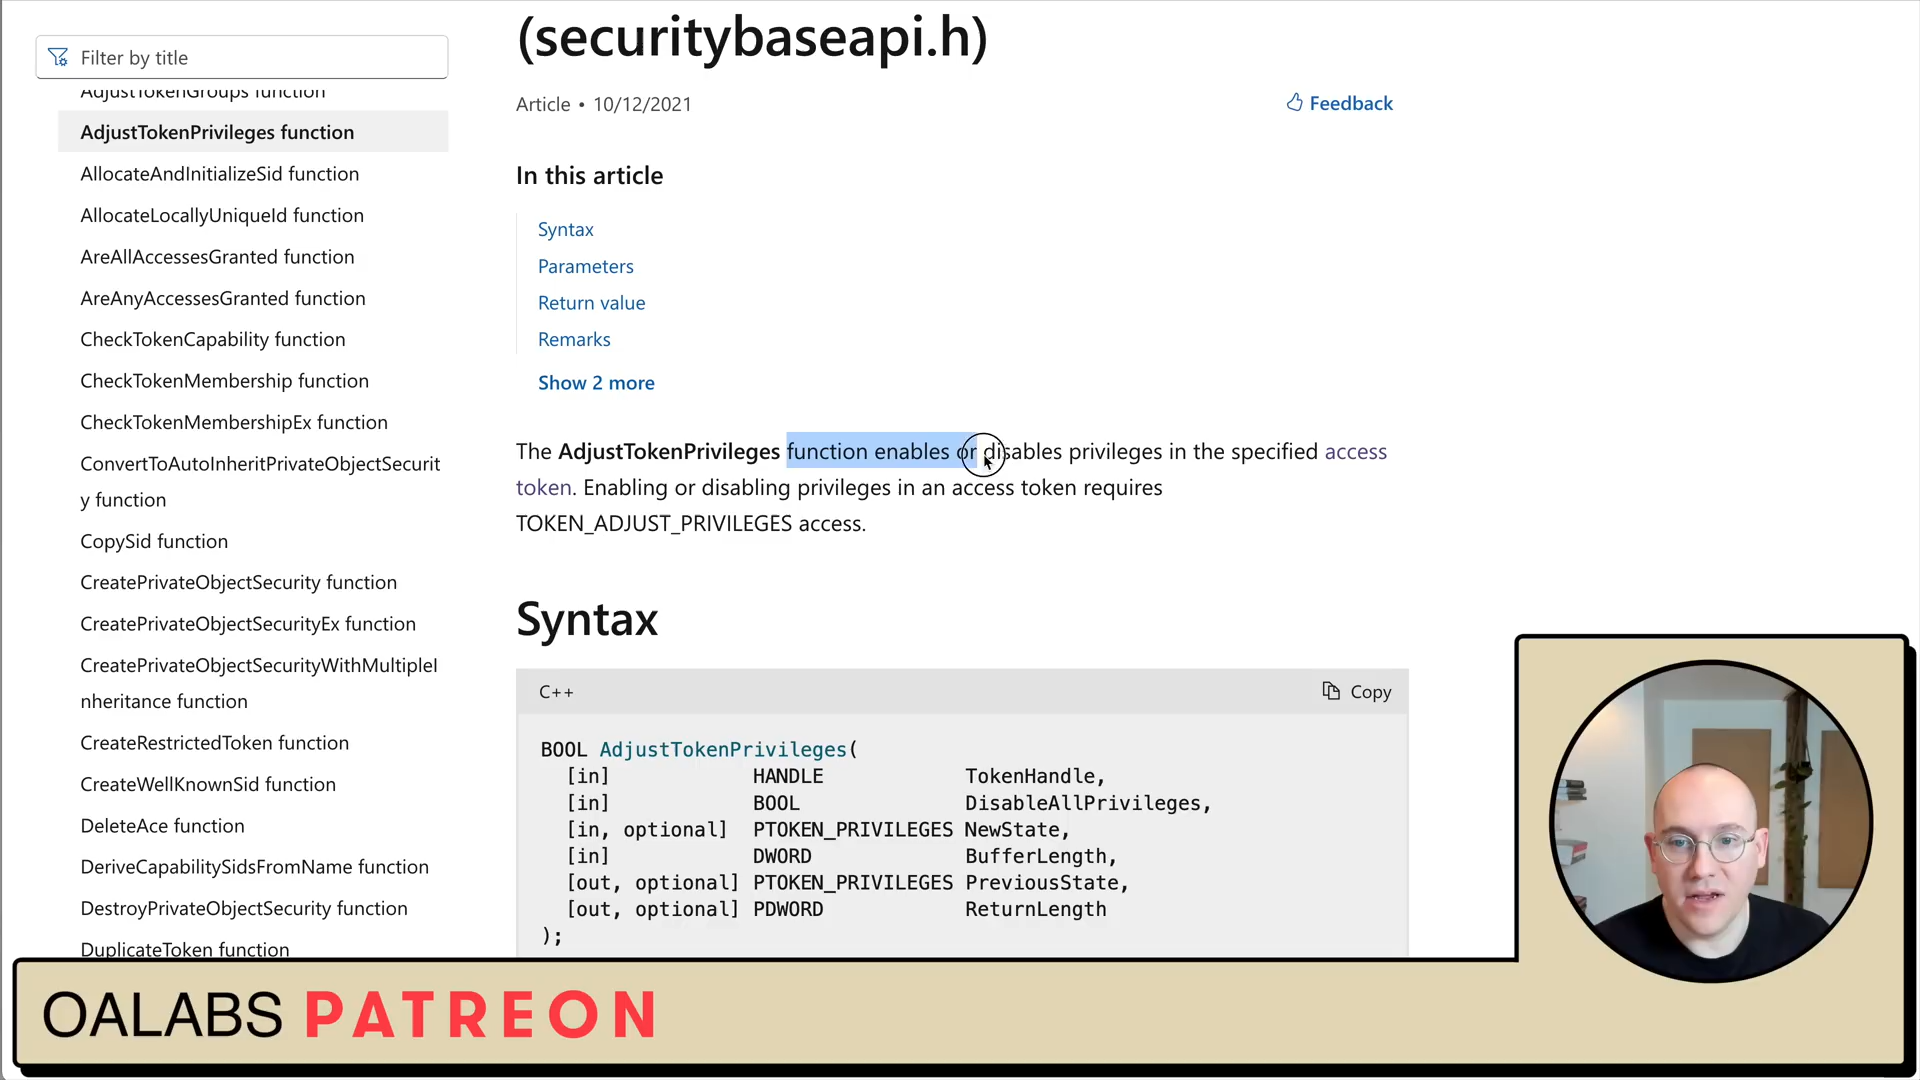 (securitybaseapi.h)
Filter by title
Article • 10/12/2021
Feedback
AdjustTokenGroups function
AdjustTokenPrivileges function
AllocateAndInitializeSid function
AllocateLocallyUniqueId function
AreAllAccessesGranted function
AreAnyAccessesGranted function
CheckTokenCapability function
CheckTokenMembership function
CheckTokenMembershipEx function
ConvertToAutoInheritPrivateObjectSecurit
y function
CopySid function
CreatePrivateObjectSecurity function
CreatePrivateObjectSecurityEx function
CreatePrivateObjectSecurityWithMultipleI
nheritance function
CreateRestrictedToken function
CreateWellKnownSid function
DeleteAce function
DeriveCapabilitySidsFromName function
DestroyPrivateObjectSecurity function
DuplicateToken function
In this article
Syntax
Parameters
Return value
Remarks
Show 2 more
The AdjustTokenPrivileges function enables or disables privileges in the specified access
token. Enabling or disabling privileges in an access token requires
TOKEN_ADJUST_PRIVILEGES access.
Syntax
C++
Copy
BOOL AdjustTokenPrivileges(
[in] HANDLE TokenHandle,
[in] BOOL DisableAllPrivileges,
[in, optional] PTOKEN_PRIVILEGES NewState,
[in] DWORD BufferLength,
[out, optional] PTOKEN_PRIVILEGES PreviousState,
[out, optional] PDWORD ReturnLength
);
OALABS PATREON